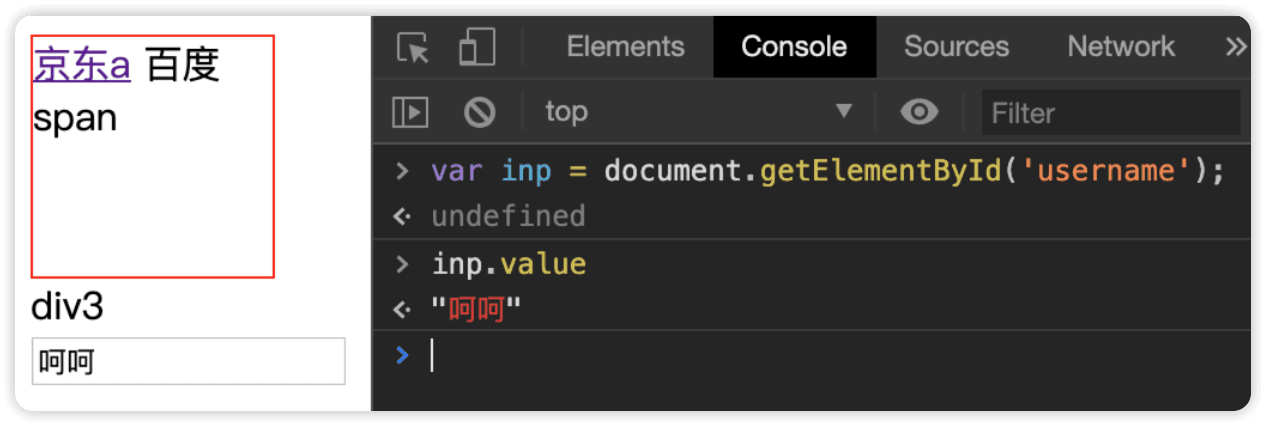 京东a 百度
span
div3
呵呵
Elements Console Sources Network »
top ▼ Filter
> var inp = document.getElementById('username');
<· undefined
> inp.value
<· "呵呵"
>